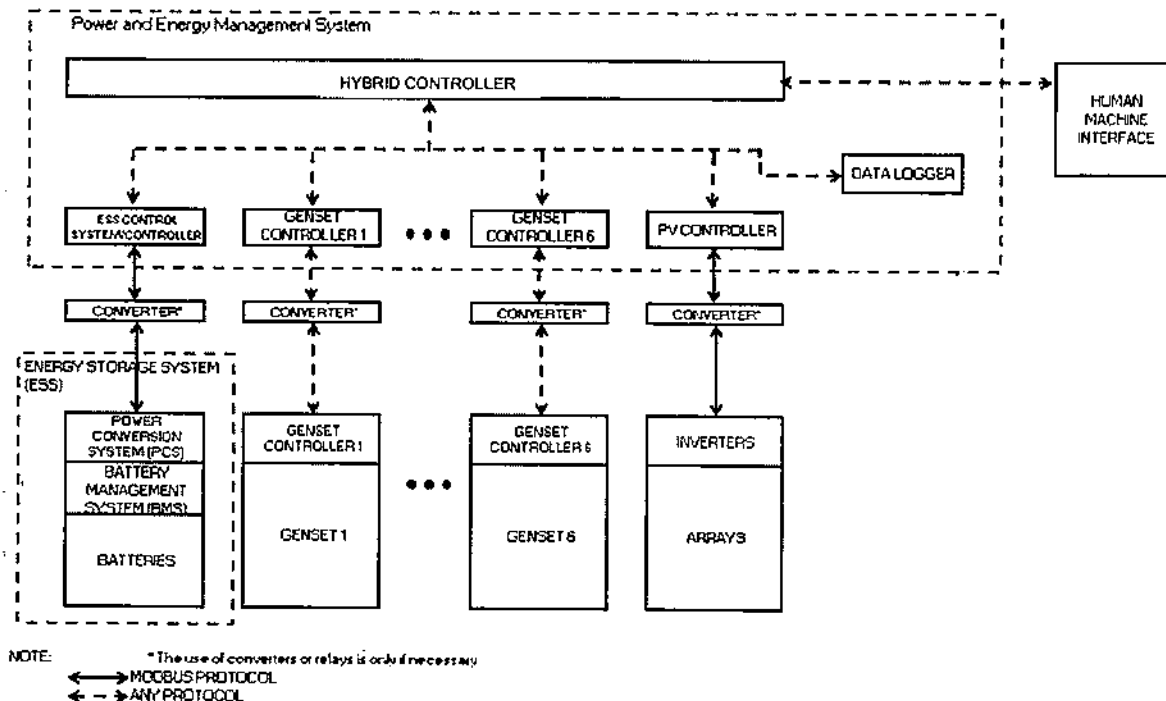 Power and Energy Management System
HYBRID CONTROLLER
HUMAN
MACHINE
INTERFACE
DATA LOGGER
ESS CONTROL
SYSTEM/CONTROLLER
GENSET
CONTROLLER 1
GENSET
CONTROLLER 6
PV CONTROLLER
CONVERTER*
CONVERTER*
CONVERTER*
CONVERTER*
ENERGY STORAGE SYSTEM
(ESS)
POWER
CONVERSION
SYSTEM (PCS)
BATTERY
MANAGEMENT
SYSTEM (BMS)
BATTERIES
GENSET
CONTROLLER 1
GENSET 1
GENSET
CONTROLLER 6
GENSET 6
INVERTERS
ARRAYS
NOTE:
* The use of converters or relays is only if necessary
MODBUS PROTOCOL
ANY PROTOCOL